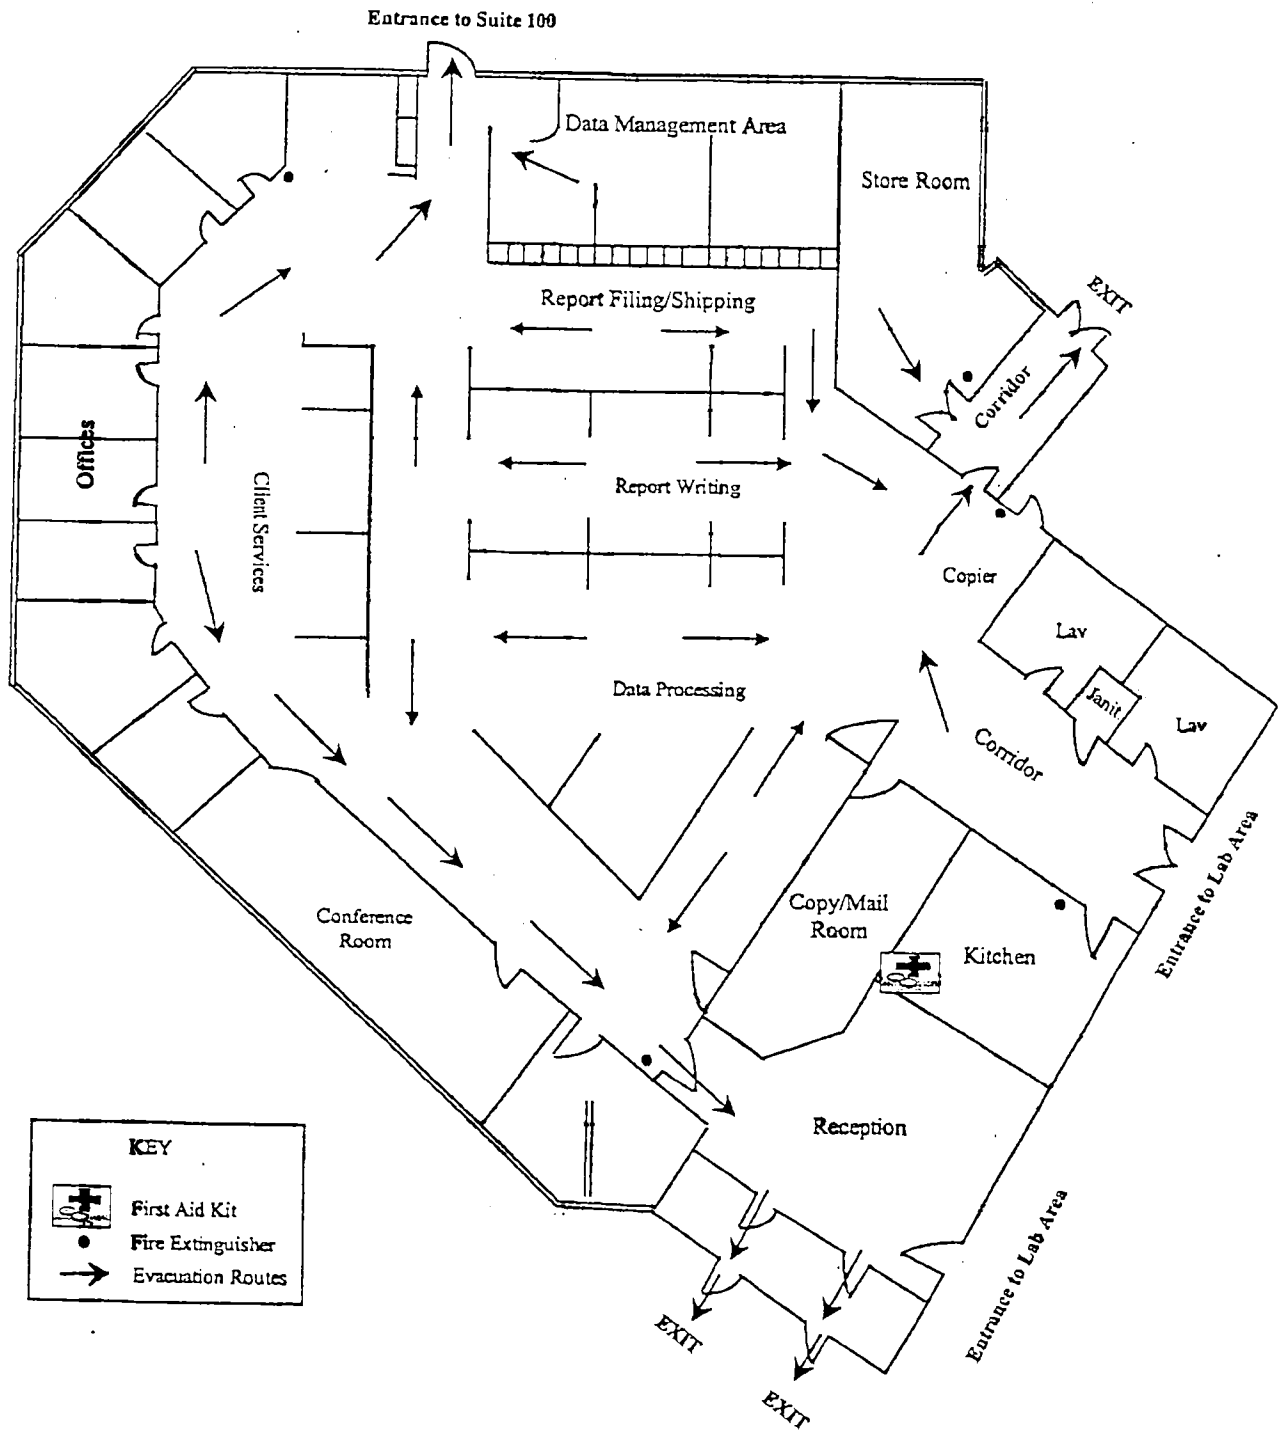 Entrance to Suite 100
Data Management Area
Store Room
EXIT
Report Filing/Shipping
Corridor
Offices
Client Services
Report Writing
Copier
Lav
Janit.
Lav
Data Processing
Corridor
Entrance to Lab Area
Copy/Mail
Room
Kitchen
Conference
Room
Reception
Entrance to Lab Area
KEY
First Aid Kit
Fire Extinguisher
Evacuation Routes
EXIT
EXIT